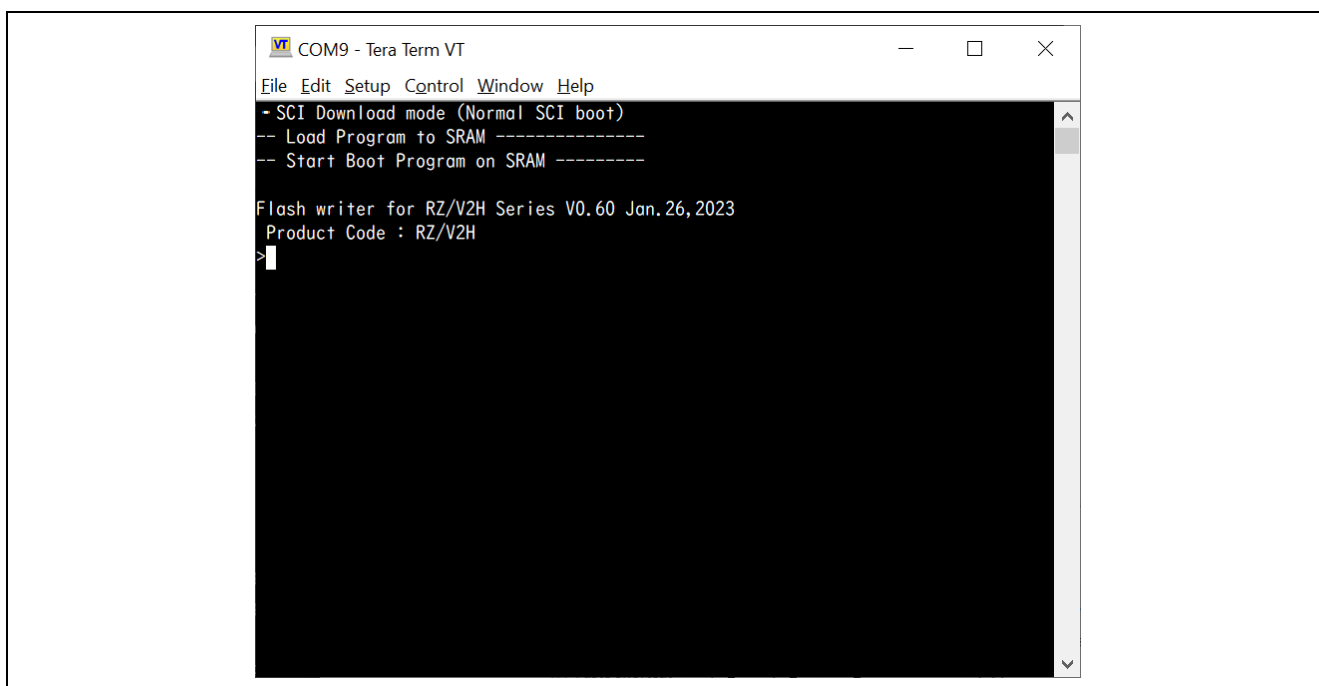 COM9 - Tera Term VT
File Edit Setup Control Window Help
- SCI Download mode (Normal SCI boot)
-- Load Program to SRAM ---------------
-- Start Boot Program on SRAM ---------
Flash writer for RZ/V2H Series V0.60 Jan.26,2023
Product Code : RZ/V2H
>